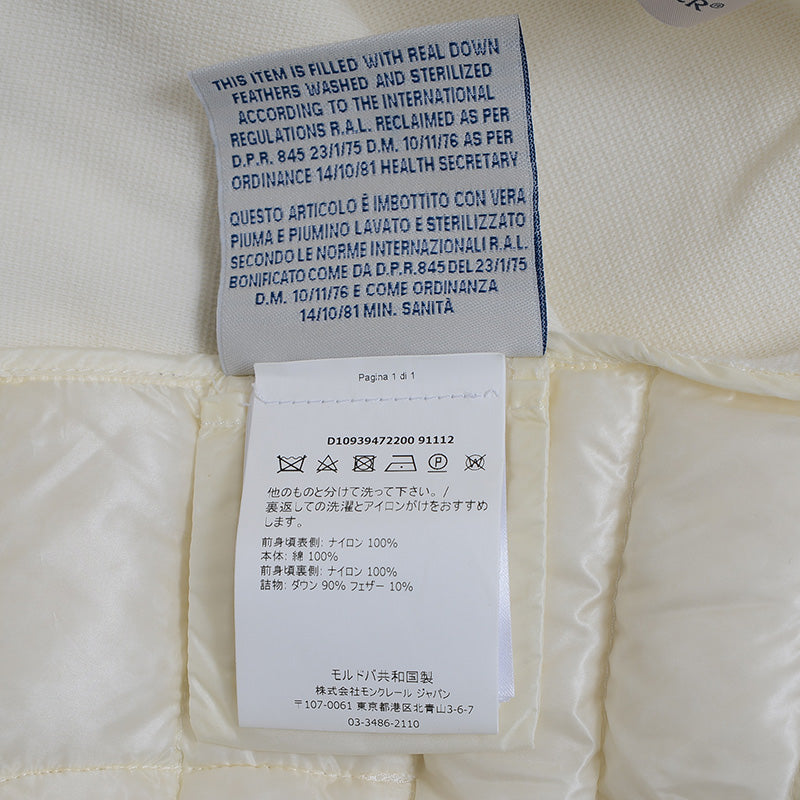 ER®
THIS ITEM IS FILLED WITH REAL DOWN
FEATHERS WASHED AND STERILIZED
ACCORDING TO THE INTERNATIONAL
REGULATIONS R.A.L. RECLAIMED AS PER
D.P.R. 845 23/1/75 D.M. 10/11/76 AS PER
ORDINANCE 14/10/81 HEALTH SECRETARY
QUESTO ARTICOLO È IMBOTTITO CON VERA
PIUMA E PIUMINO LAVATO E STERILIZZATO
SECONDO LE NORME INTERNAZIONALI R.A.L.
BONIFICATO COME DA D.P.R.845 DEL 23/1/75
D.M. 10/11/76 E COME ORDINANZA
14/10/81 MIN. SANITÀ
Pagina 1 di 1
D10939472200 91112
他のものと分けて洗って下さい。/
裏返しての洗濯とアイロンがけをおすすめ
します。
前身頃表側: ナイロン 100%
本体: 綿 100%
前身頃裏側: ナイロン 100%
詰物: ダウン 90% フェザー 10%
モルドバ共和国製
株式会社モンクレール ジャパン
〒107-0061 東京都港区北青山3-6-7
03-3486-2110